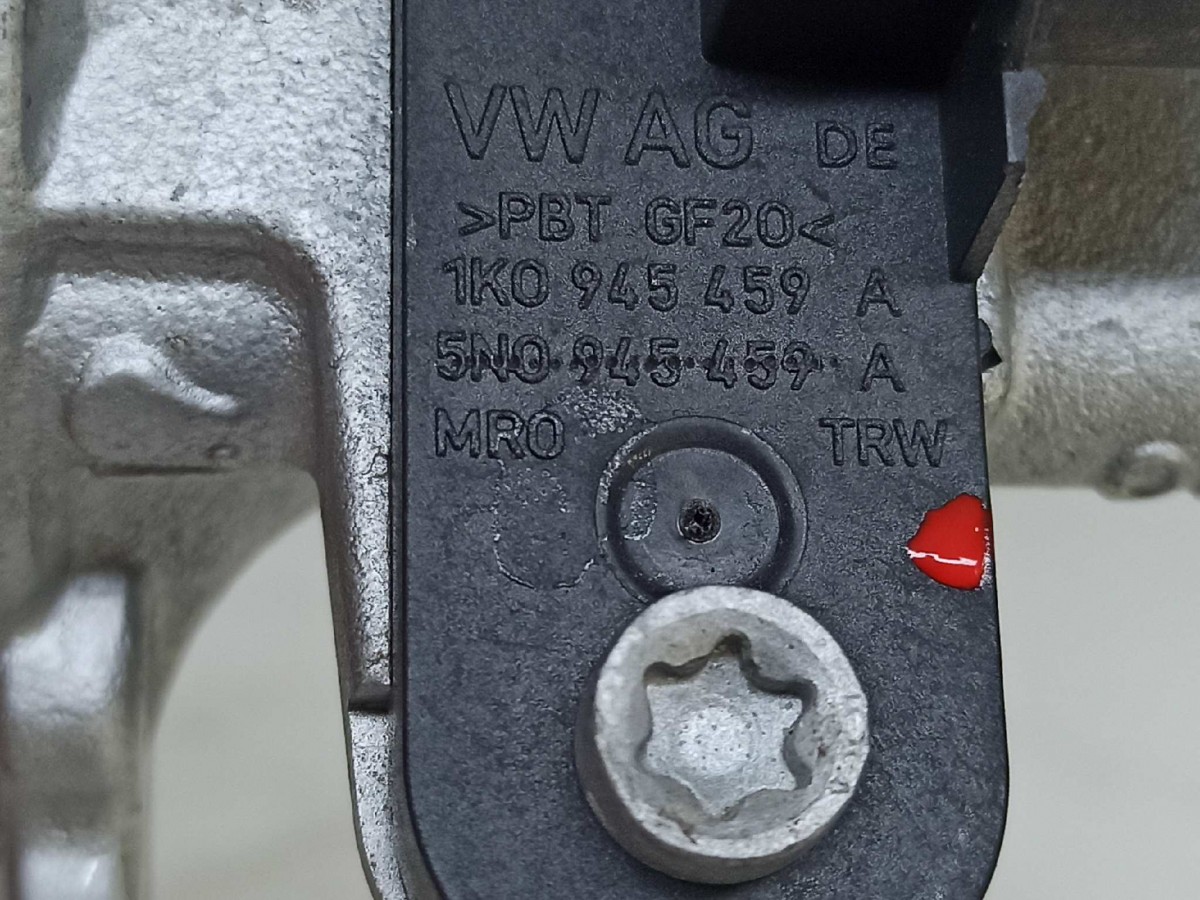 VW AG DE
>PBT GF20<
1K0 945 459 A
5N0 945 459 A
MRO TRW